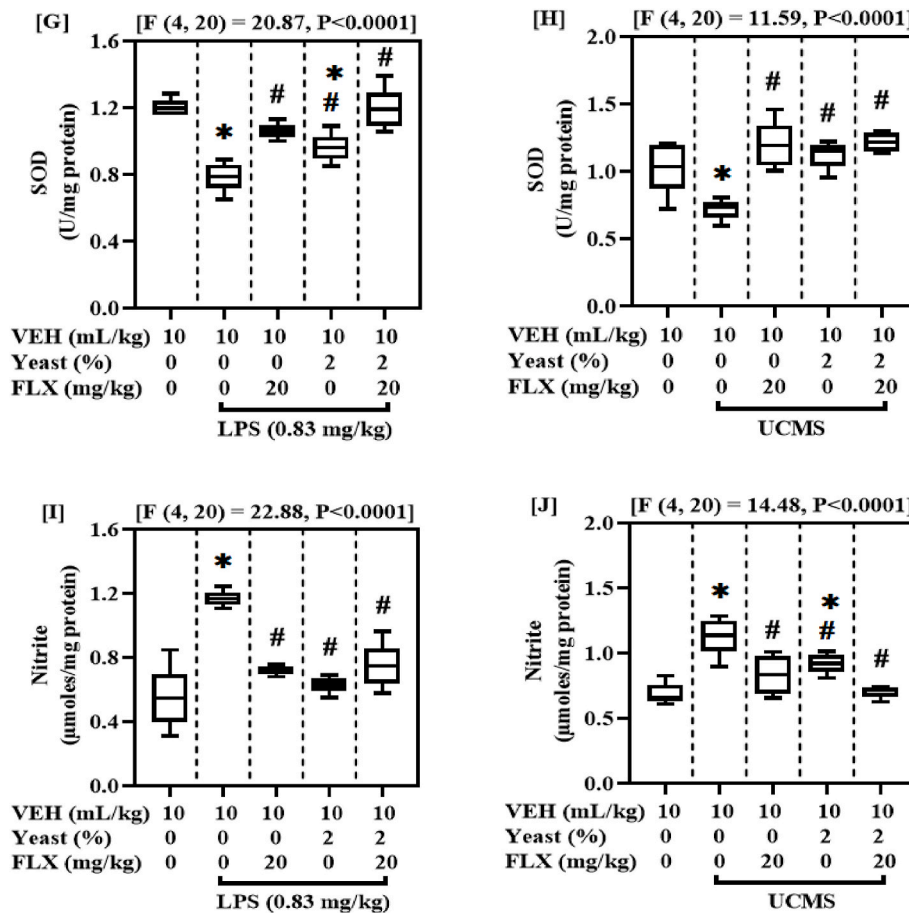 [G] [F (4, 20) = 20.87, P<0.0001]
SOD
(U/mg protein)
1.6
1.2
0.8
0.4
0.0
*
#
*
#
#
VEH (mL/kg) 10 10 10 10 10
Yeast (%) 0 0 0 2 2
FLX (mg/kg) 0 0 20 0 20
LPS (0.83 mg/kg)
[H] [F (4, 20) = 11.59, P<0.0001]
SOD
(U/mg protein)
2.0
1.5
1.0
0.5
0.0
*
#
#
#
VEH (mL/kg) 10 10 10 10 10
Yeast (%) 0 0 0 2 2
FLX (mg/kg) 0 0 20 0 20
UCMS
[I] [F (4, 20) = 22.88, P<0.0001]
Nitrite
(μmoles/mg protein)
1.6
1.2
0.8
0.4
0.0
*
#
#
#
VEH (mL/kg) 10 10 10 10 10
Yeast (%) 0 0 0 2 2
FLX (mg/kg) 0 0 20 0 20
LPS (0.83 mg/kg)
[J] [F (4, 20) = 14.48, P<0.0001]
Nitrite
(μmoles/mg protein)
2.0
1.5
1.0
0.5
0.0
*
#
*
#
#
VEH (mL/kg) 10 10 10 10 10
Yeast (%) 0 0 0 2 2
FLX (mg/kg) 0 0 20 0 20
UCMS